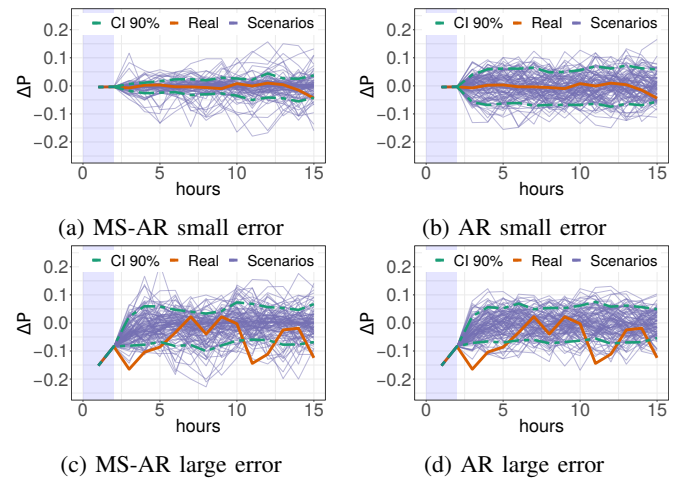 CI 90% Real Scenarios
CI 90% Real Scenarios
0.2
0.1
0.0
−0.1
−0.2
ΔP
0 5 10 15
hours
0.2
0.1
0.0
−0.1
−0.2
ΔP
0 5 10 15
hours
(a) MS-AR small error
(b) AR small error
CI 90% Real Scenarios
CI 90% Real Scenarios
0.2
0.1
0.0
−0.1
−0.2
ΔP
0 5 10 15
hours
0.2
0.1
0.0
−0.1
−0.2
ΔP
0 5 10 15
hours
(c) MS-AR large error
(d) AR large error